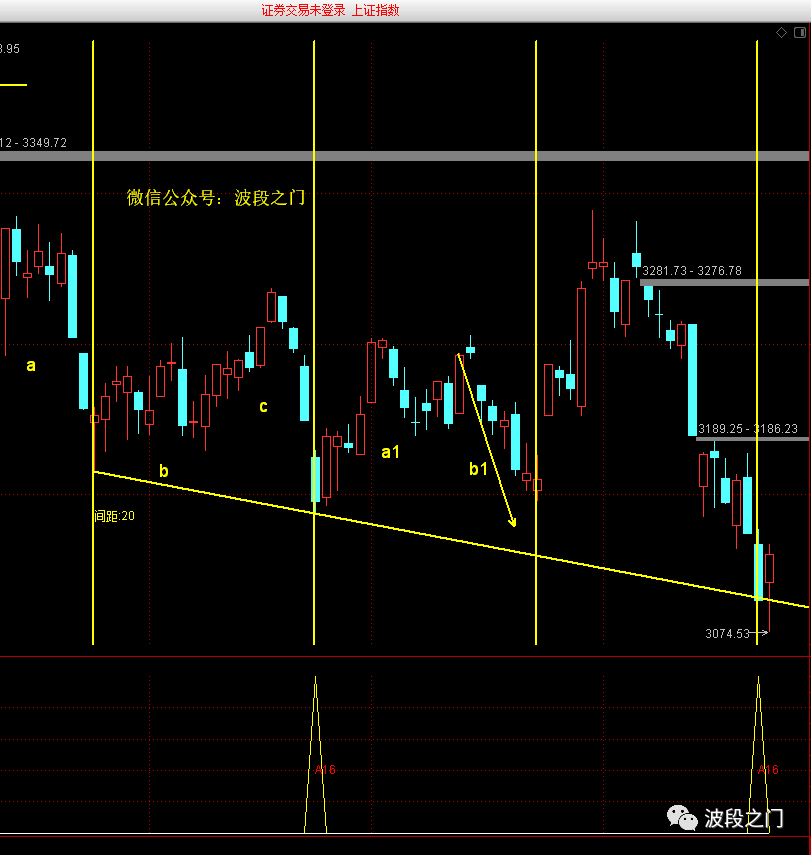 证券交易未登录 上证指数
3.95
12 - 3349.72
微信公众号：波段之门
3281.73 - 3276.78
a
c
3189.25 - 3186.23
a1
b
b1
间距:20
3074.53
A16
A16
波段之门